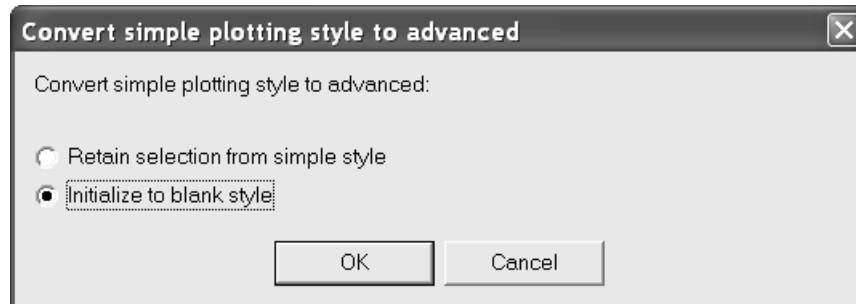 Convert simple plotting style to advanced
Convert simple plotting style to advanced:
Retain selection from simple style
Initialize to blank style
OK Cancel